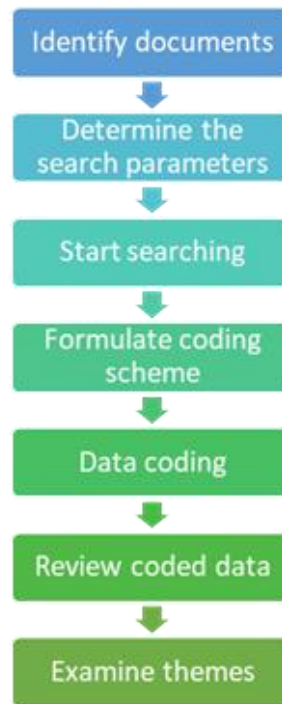 Identify documents
Determine the
search parameters
Start searching
Formulate coding
scheme
Data coding
Review coded data
Examine themes